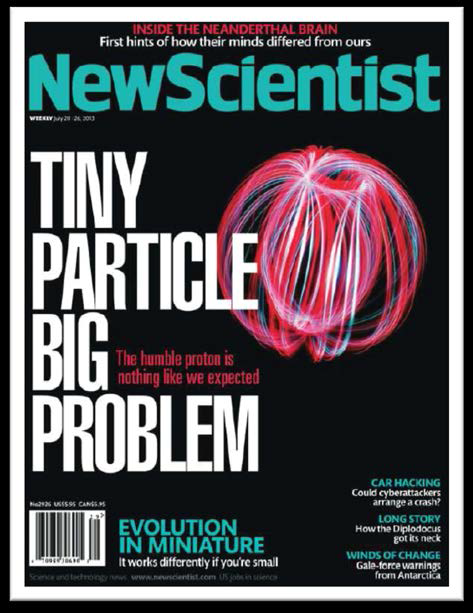 INSIDE THE NEANDERTHAL BRAIN
First hints of how their minds differed from ours
NewScientist
WEEKLY July 20 - 26, 2013
TINY
PARTICLE
BIG
PROBLEM
The humble proton is
nothing like we expected
No2926 US$5.95 CAN$5.95
EVOLUTION
IN MINIATURE
It works differently if you're small
CAR HACKING
Could cyberattackers
arrange a crash?
LONG STORY
How the Diplodocus
got its neck
WINDS OF CHANGE
Gale-force warnings
from Antarctica
Science and technology news www.newscientist.com US jobs in science